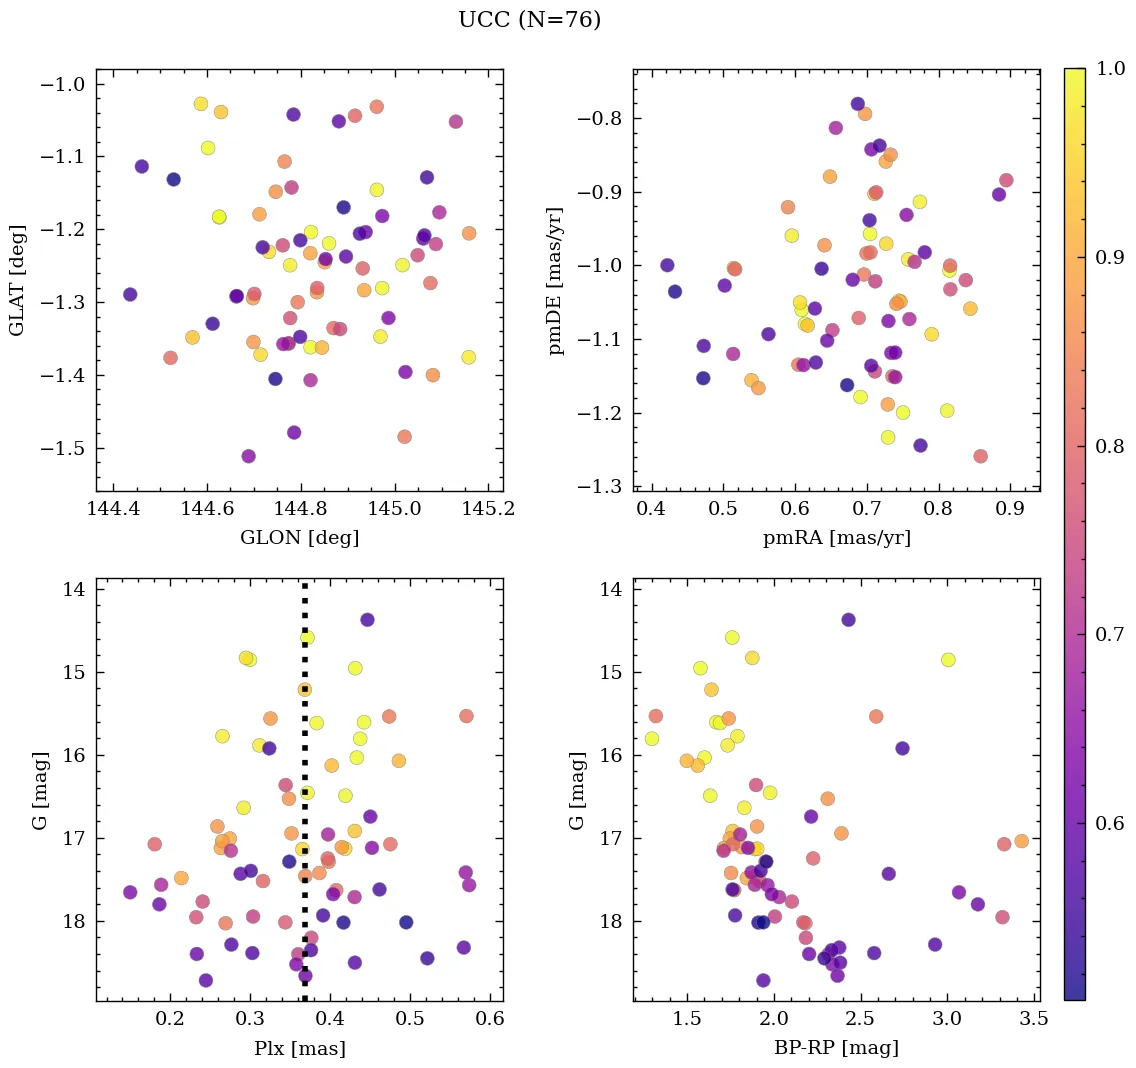 UCC (N=76)
−1.0
−1.1
−1.2
−1.3
−1.4
−1.5
GLAT [deg]
144.4 144.6 144.8 145.0 145.2
GLON [deg]
−0.8
−0.9
−1.0
−1.1
−1.2
−1.3
pmDE [mas/yr]
0.4 0.5 0.6 0.7 0.8 0.9
pmRA [mas/yr]
14
15
16
17
18
G [mag]
0.2 0.3 0.4 0.5 0.6
Plx [mas]
14
15
16
17
18
G [mag]
1.5 2.0 2.5 3.0 3.5
BP-RP [mag]
1.0
0.9
0.8
0.7
0.6